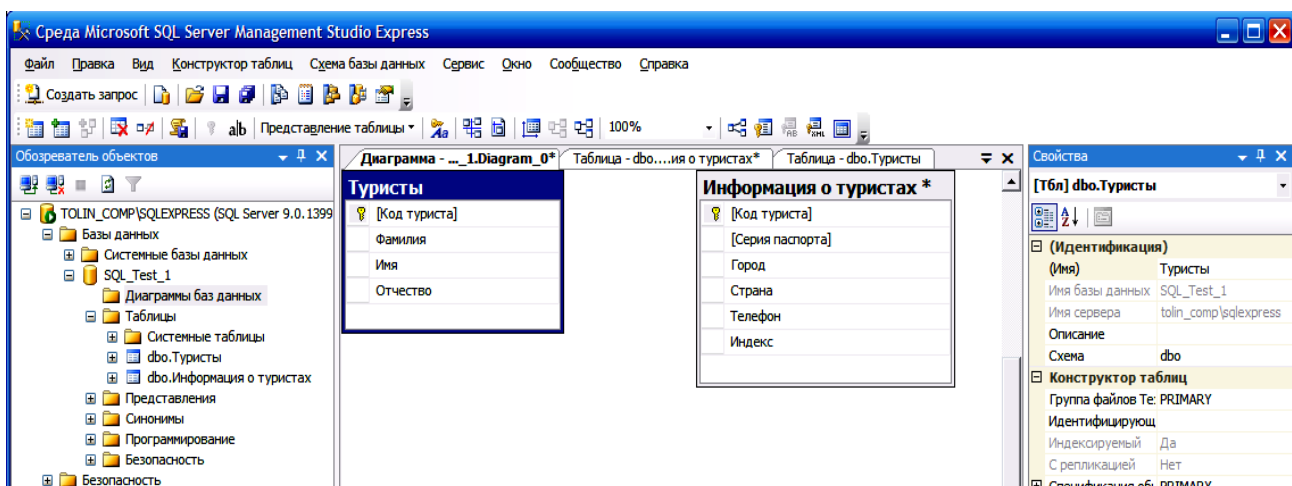 Среда Microsoft SQL Server Management Studio Express
Файл Правка Вид Конструктор таблиц Схема базы данных Сервис Окно Сообщество Справка
Создать запрос
Представление таблицы 100%
Обозреватель объектов
TOLIN_COMP\SQLEXPRESS (SQL Server 9.0.1399
Базы данных
Системные базы данных
SQL_Test_1
Диаграммы баз данных
Таблицы
Системные таблицы
dbo.Туристы
dbo.Информация о туристах
Представления
Синонимы
Программирование
Безопасность
Безопасность
Диаграмма - ..._1.Diagram_0* Таблица - dbo....ия о туристах* Таблица - dbo.Туристы
Туристы
[Код туриста]
Фамилия
Имя
Отчество
Информация о туристах *
[Код туриста]
[Серия паспорта]
Город
Страна
Телефон
Индекс
Свойства
[Тбл] dbo.Туристы
(Идентификация)
(Имя) Туристы
Имя базы данных SQL_Test_1
Имя сервера tolin_comp\sqlexpress
Описание
Схема dbo
Конструктор таблиц
Группа файлов Te: PRIMARY
Идентифицирующ
Индексируемый Да
С репликацией Нет
Спецификация обы PRIMARY